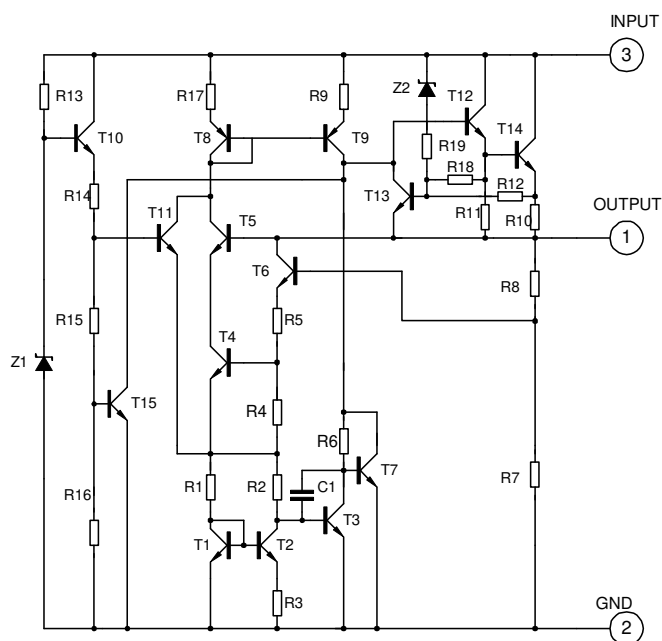 INPUT
3
R13
R17
R9
Z2
T12
T10
T8
T9
T14
R19
R18
R12
R14
T13
T11
T5
R11
R10
OUTPUT
1
T6
R8
R15
R5
Z1
T4
T15
R4
R6
T7
R7
R16
R1
R2
C1
T3
T1
T2
R3
GND
2